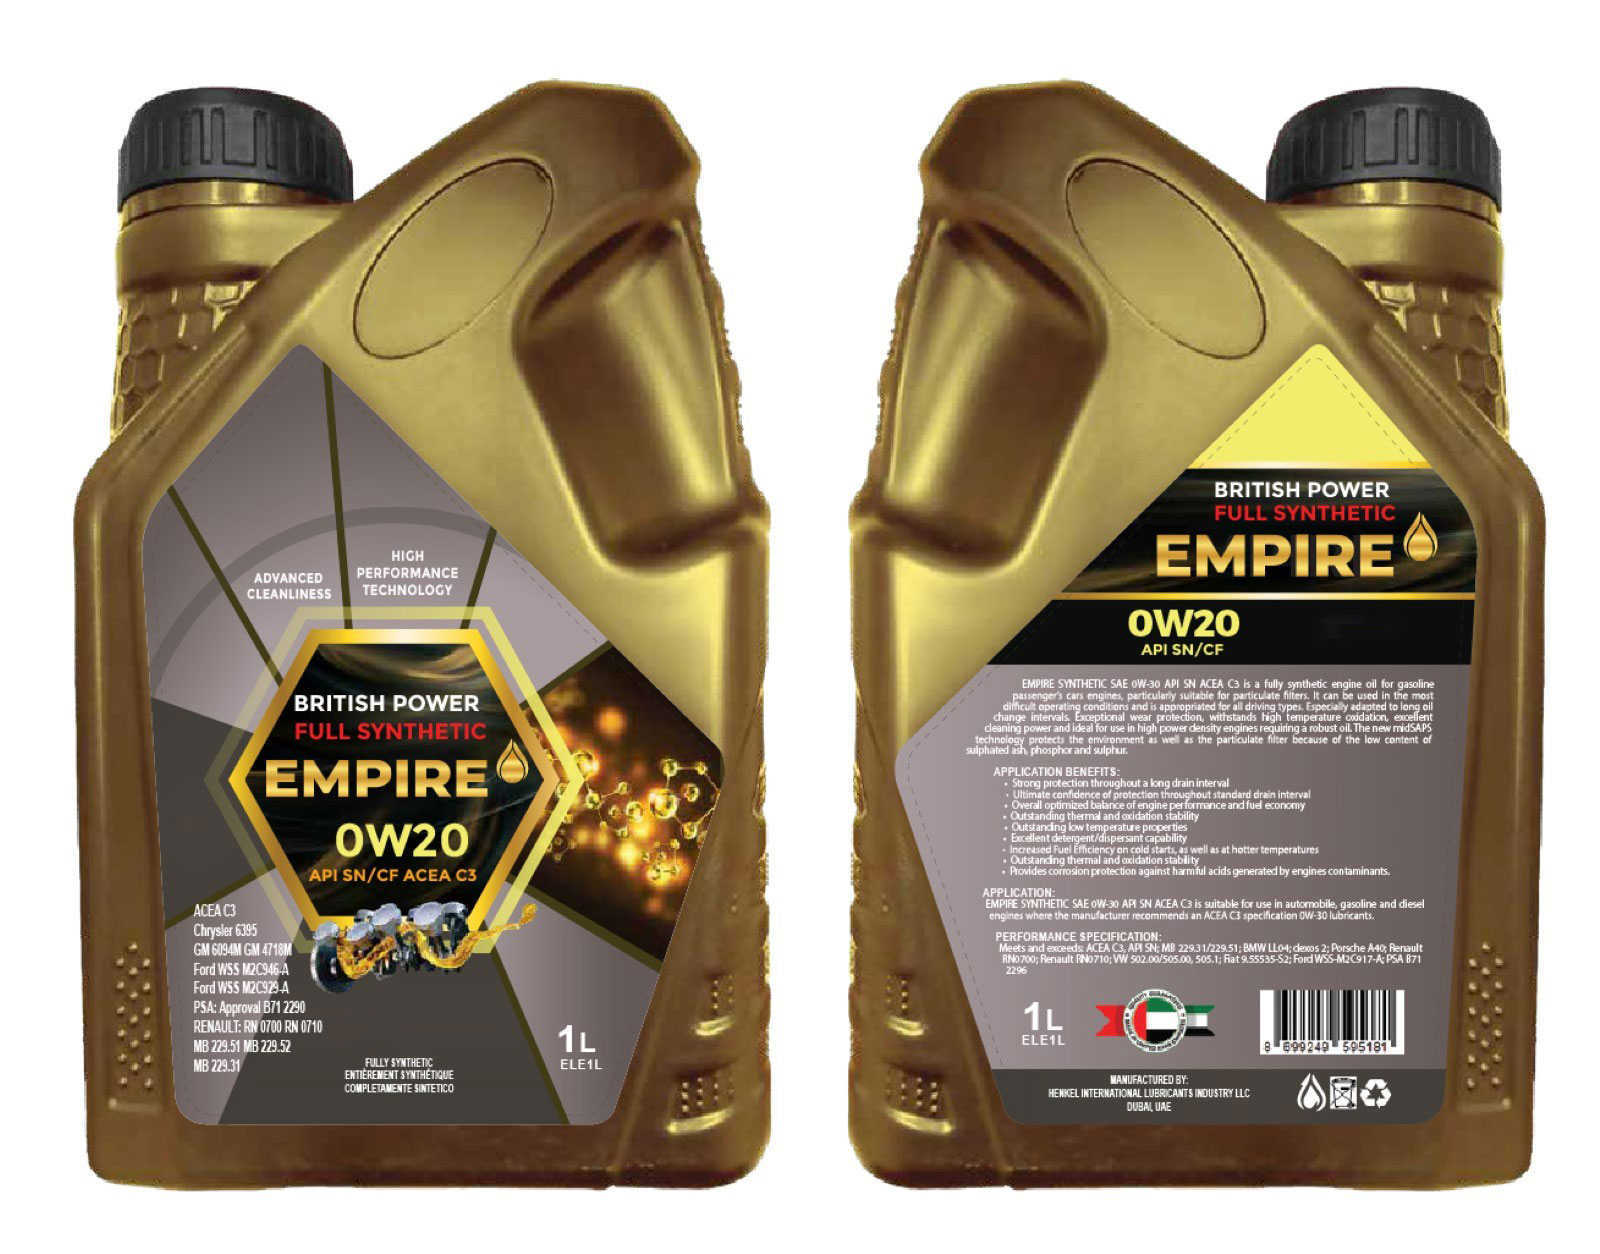 ADVANCED
CLEANLINESS
HIGH
PERFORMANCE
TECHNOLOGY
BRITISH POWER
FULL SYNTHETIC
EMPIRE
0W20
API SN/CF ACEA C3
ACEA C3
Chrysler 6395
GM 6094M GM 4718M
Ford WSS M2C946-A
Ford WSS M2C929-A
PSA: Approval B71 2290
RENAULT: RN 0700 RN 0710
MB 229.51 MB 229.52
MB 229.31
FULLY SYNTHETIC
ENTIÈREMENT SYNTHÉTIQUE
COMPLETAMENTE SINTETICO
1L
ELE1L
BRITISH POWER
FULL SYNTHETIC
EMPIRE
0W20
API SN/CF
EMPIRE SYNTHETIC SAE 0W-30 API SN ACEA C3 is a fully synthetic engine oil for gasoline
passenger's cars engines, particularly suitable for particulate filters. It can be used in the most
difficult operating conditions and is appropriated for all driving types. Especially adapted to long oil
change intervals. Exceptional wear protection, withstands high temperature oxidation, excellent
cleaning power and ideal for use in high power density engines requiring a robust oil. The new midSAPS
technology protects the environment as well as the particulate filter because of the low content of
sulphated ash, phosphor and sulphur.
APPLICATION BENEFITS:
• Strong protection throughout a long drain interval
• Ultimate confidence of protection throughout standard drain interval
• Overall optimized balance of engine performance and fuel economy
• Outstanding thermal and oxidation stability
• Outstanding low temperature properties
• Excellent detergent/dispersant capability
• Increased Fuel Efficiency on cold starts, as well as at hotter temperatures
• Outstanding thermal and oxidation stability
• Provides corrosion protection against harmful acids generated by engines contaminants.
APPLICATION:
EMPIRE SYNTHETIC SAE 0W-30 API SN ACEA C3 is suitable for use in automobile, gasoline and diesel
engines where the manufacturer recommends an ACEA C3 specification 0W-30 lubricants.
PERFORMANCE SPECIFICATION:
Meets and exceeds: ACEA C3, API SN; MB 229.31/229.51; BMW LL04; dexos 2; Porsche A40; Renault
RN0700; Renault RN0710; VW 502.00/505.00, 505.1; Fiat 9.55535-S2; Ford WSS-M2C917-A; PSA B71
2296
1L
ELE1L
8 699249 595181
MANUFACTURED BY:
HENKEL INTERNATIONAL LUBRICANTS INDUSTRY LLC
DUBAI, UAE